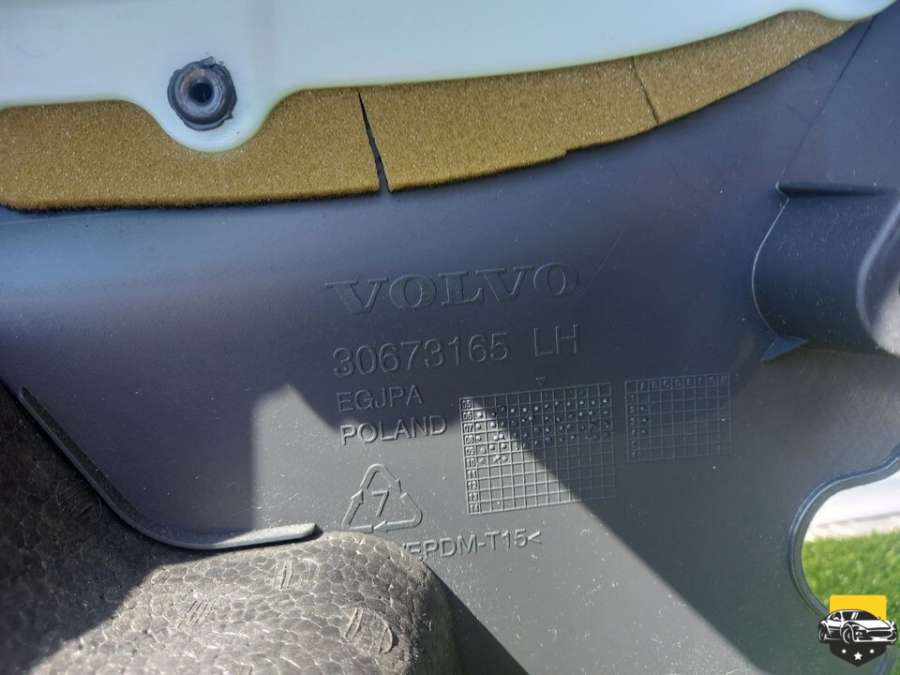 VOLVO
30673165 LH
EGJPA
POLAND
7
/EPDM-T15<